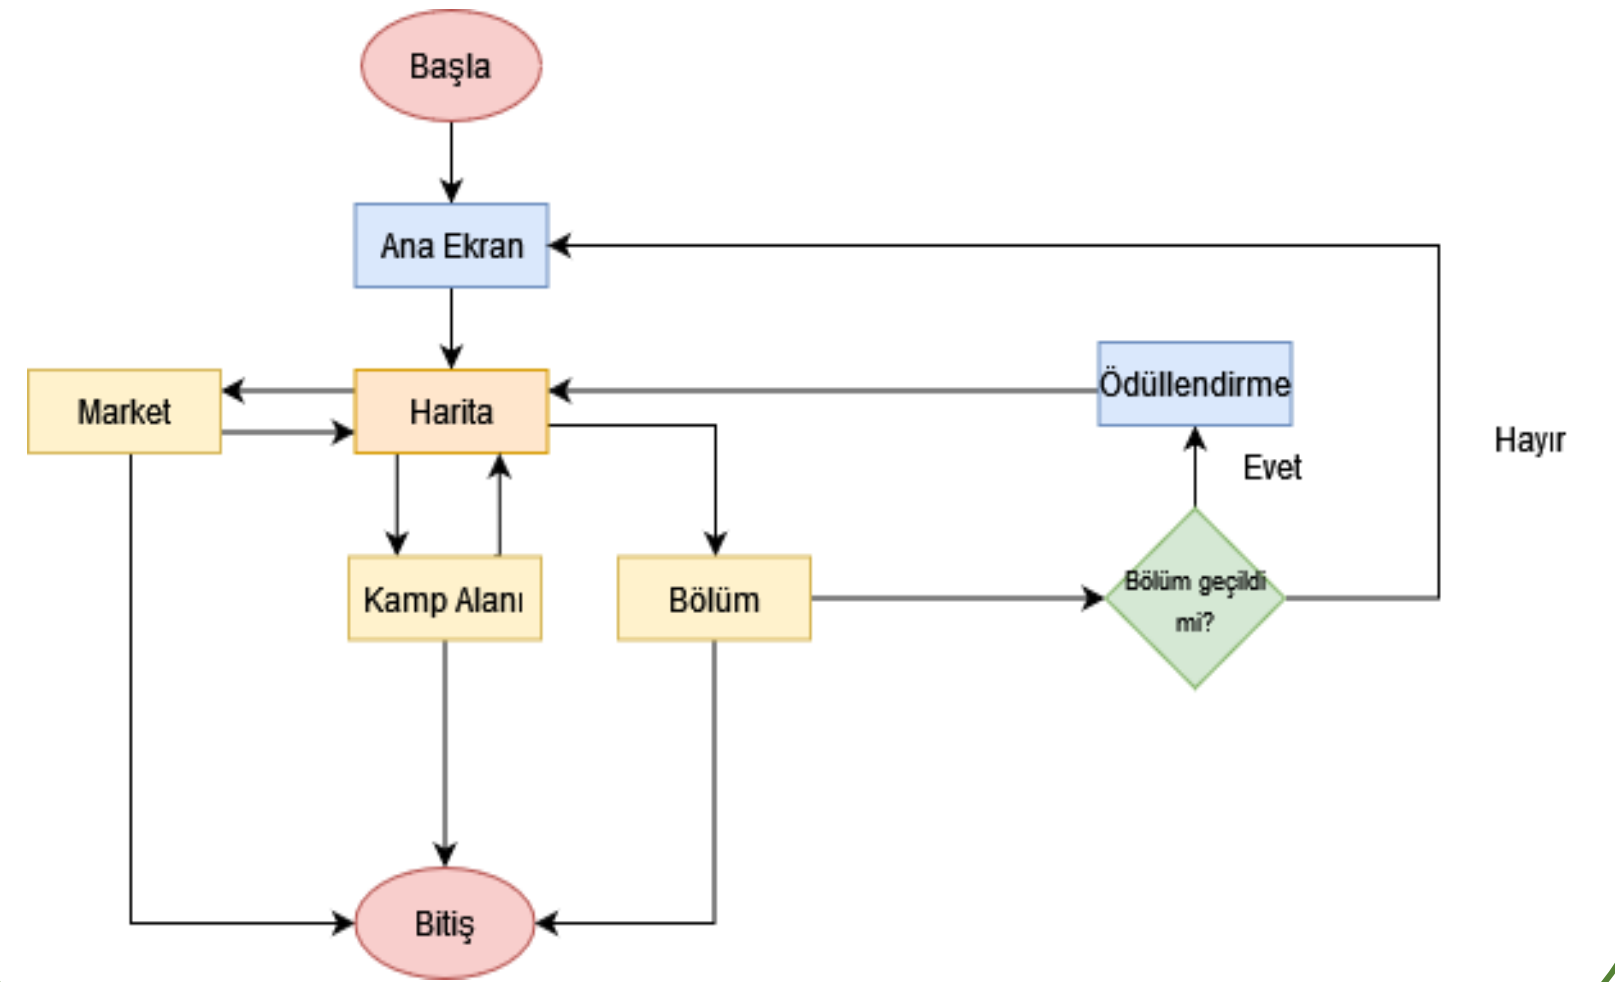 Başla
Ana Ekran
Market
Harita
Ödüllendirme
Hayır
Evet
Kamp Alanı
Bölüm
Bölüm geçildi
mi?
Bitiş